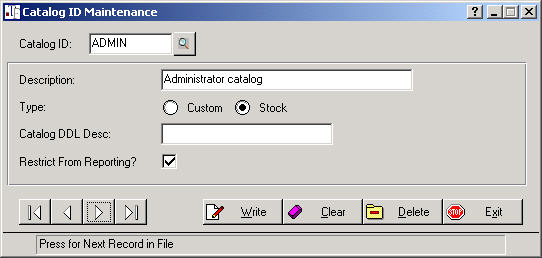 Catalog ID Maintenance
Catalog ID: ADMIN
Description: Administrator catalog
Type: Custom Stock
Catalog DDL Desc:
Restrict From Reporting?
Write Clear Delete STOP Exit
Press for Next Record in File